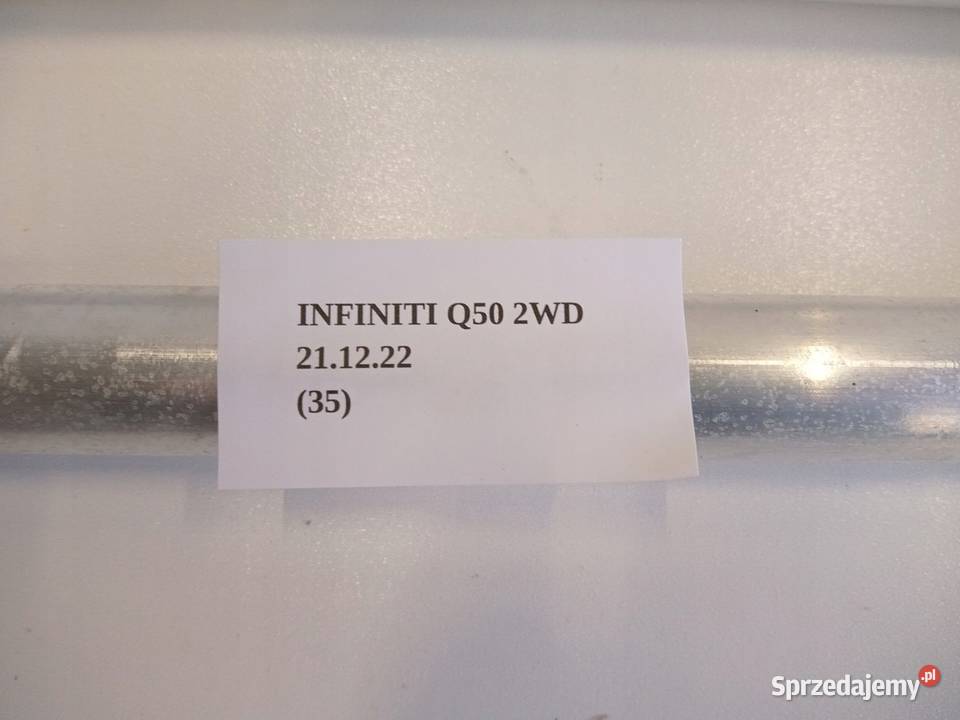 INFINITI Q50 2WD
21.12.22
(35)
Sprzedajemy.pl